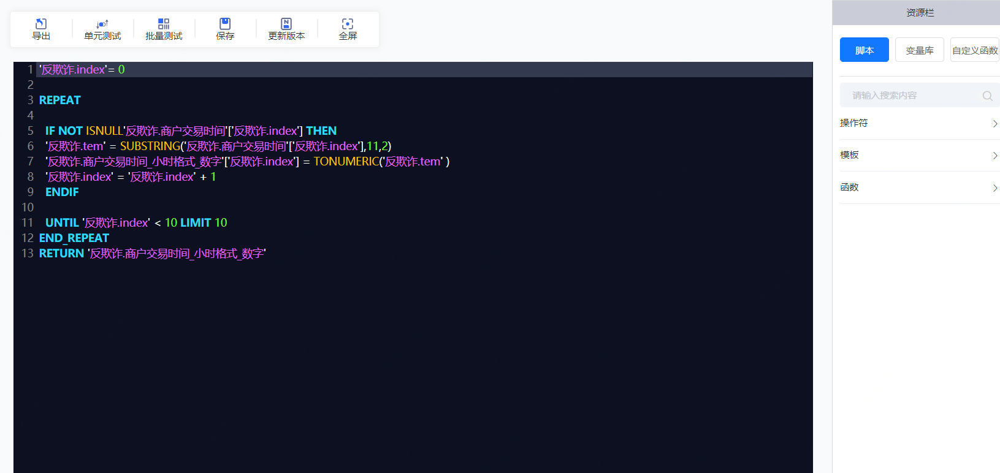 导出
单元测试
批量测试
保存
更新版本
全屏
1 '反欺诈.index'= 0
2
3 REPEAT
4
5 IF NOT ISNULL'反欺诈.商户交易时间'['反欺诈.index'] THEN
6 '反欺诈.tem' = SUBSTRING('反欺诈.商户交易时间'['反欺诈.index'],11,2)
7 '反欺诈.商户交易时间_小时格式_数字'['反欺诈.index'] = TONUMERIC('反欺诈.tem' )
8 '反欺诈.index' = '反欺诈.index' + 1
9 ENDIF
10
11 UNTIL '反欺诈.index' < 10 LIMIT 10
12 END_REPEAT
13 RETURN '反欺诈.商户交易时间_小时格式_数字'
资源栏
脚本
变量库
自定义函数
请输入搜索内容
操作符
模板
函数